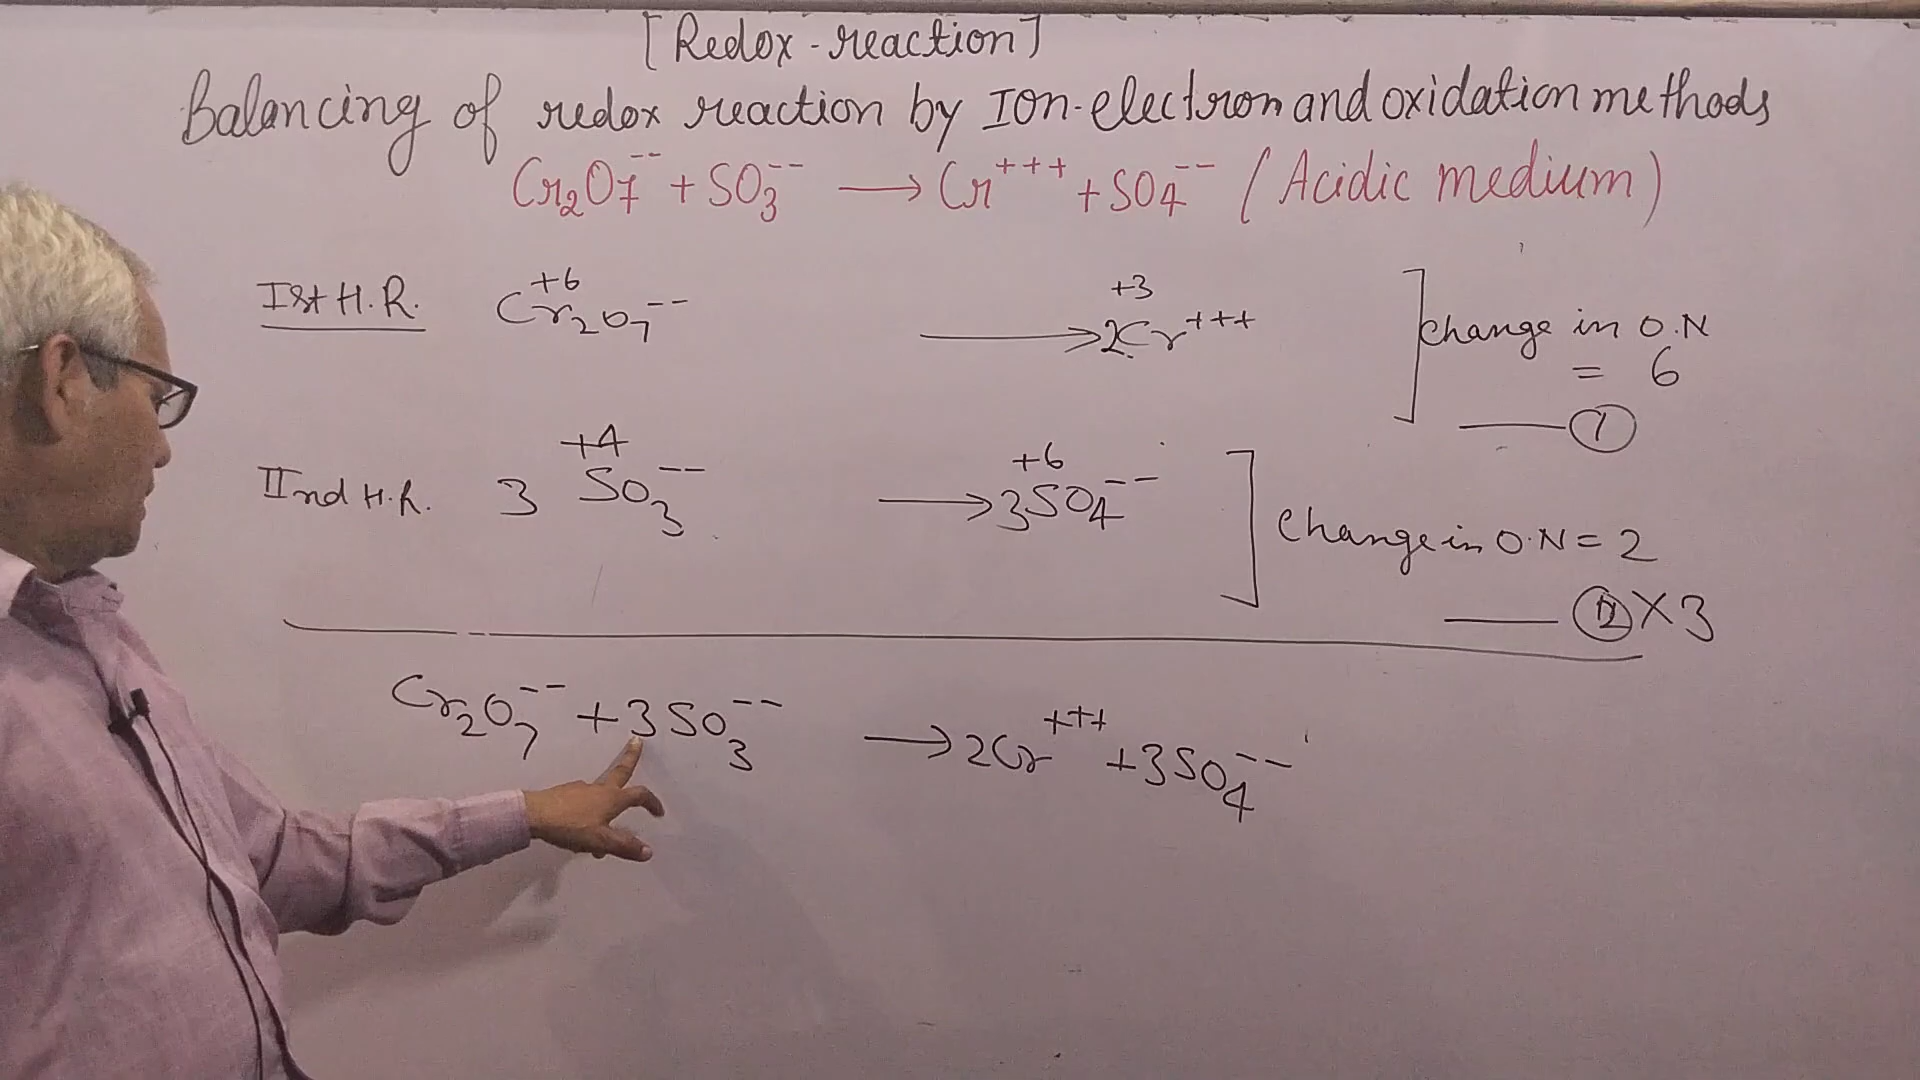 [Redox-reaction]
Balancing of redox reaction by Ion-electron and oxidation methods
Cr₂O₇⁻⁻ + SO₃⁻⁻ → Cr⁺⁺⁺ + SO₄⁻⁻ (Acidic medium)
Ist H.R. +6 Cr₂O₇⁻⁻ → +3 2Cr⁺⁺⁺ ] change in O.N
= 6
①
IInd H.R. 3 +4 SO₃⁻⁻ → +6 3SO₄⁻⁻ ] Change in O.N = 2
② X 3
Cr₂O₇⁻⁻ + 3SO₃⁻⁻ → 2Cr⁺⁺⁺ + 3SO₄⁻⁻